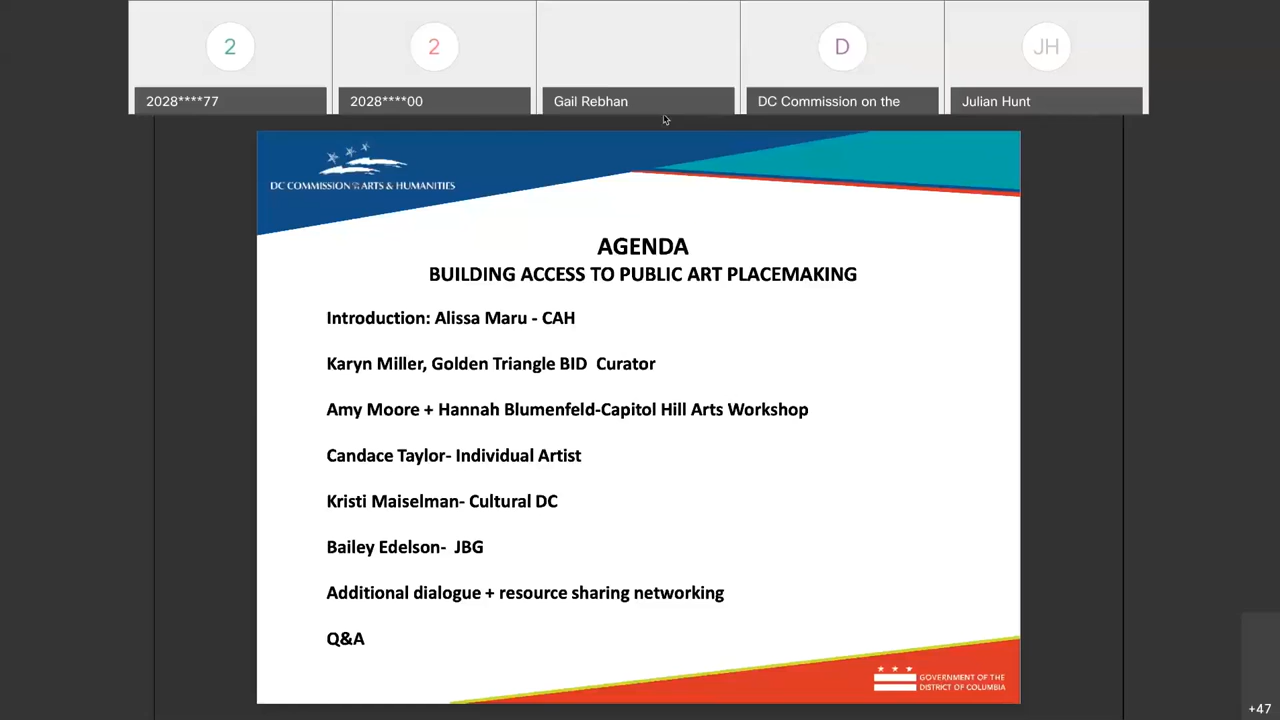 2
2
D
JH
2028****77
2028****00
Gail Rebhan
DC Commission on the
Julian Hunt
DC COMMISSION ON THE ARTS & HUMANITIES
AGENDA
BUILDING ACCESS TO PUBLIC ART PLACEMAKING
Introduction: Alissa Maru - CAH
Karyn Miller, Golden Triangle BID Curator
Amy Moore + Hannah Blumenfeld-Capitol Hill Arts Workshop
Candace Taylor- Individual Artist
Kristi Maiselman- Cultural DC
Bailey Edelson- JBG
Additional dialogue + resource sharing networking
Q&A
GOVERNMENT OF THE
DISTRICT OF COLUMBIA
+47